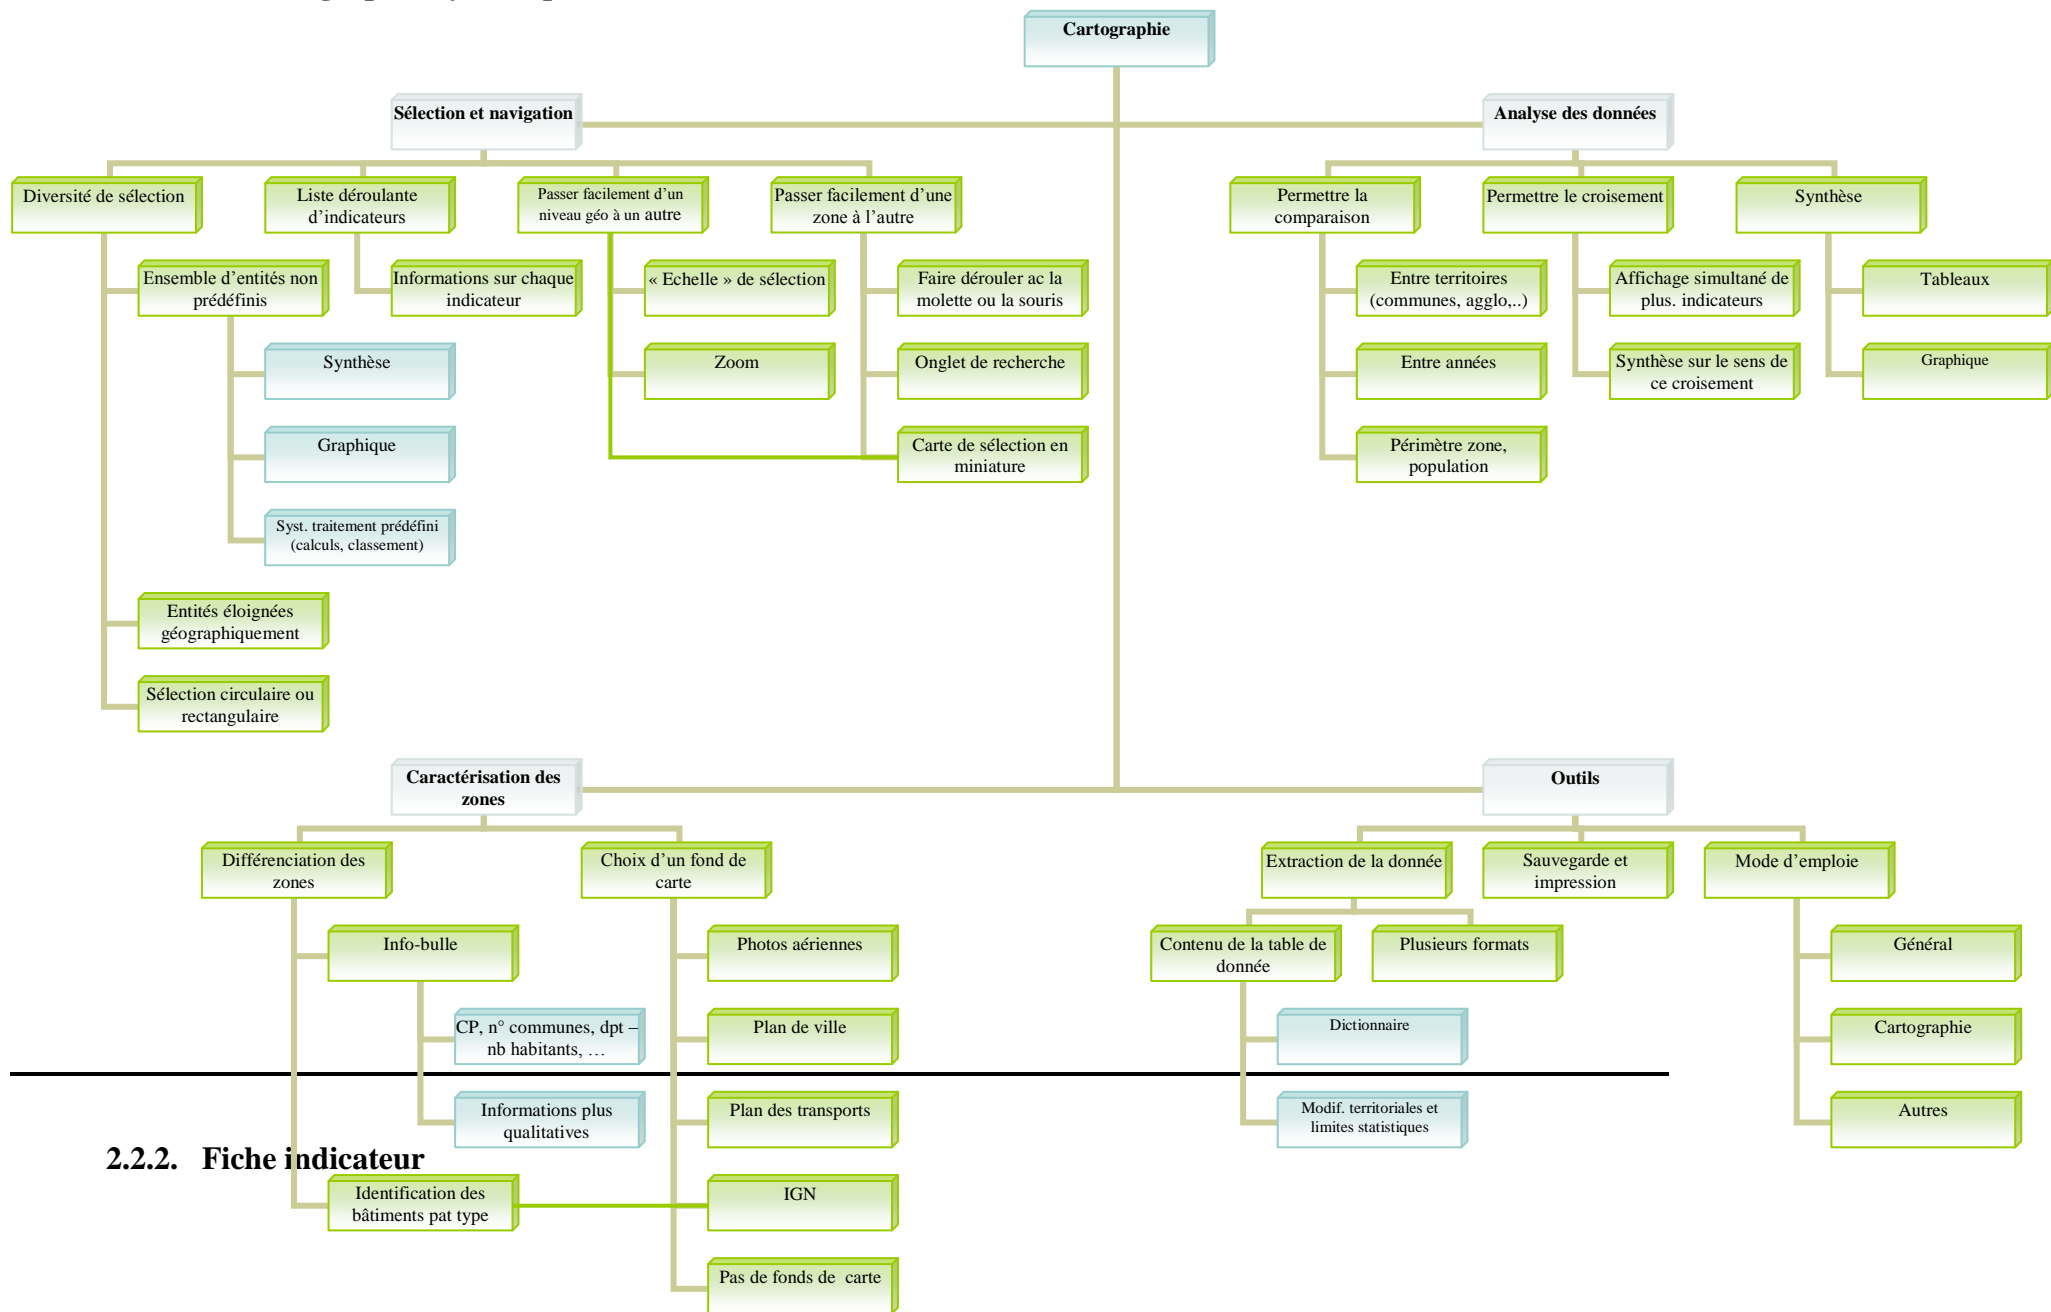 Cartographie
Sélection et navigation
Analyse des données
Diversité de sélection
Liste déroulante
d'indicateurs
Passer facilement d'un
niveau géo à un autre
Passer facilement d'une
zone à l'autre
Permettre la
comparaison
Permettre le croisement
Synthèse
Ensemble d'entités non
prédéfinis
Informations sur chaque
indicateur
« Echelle » de sélection
Faire dérouler ac la
molette ou la souris
Entre territoires
(communes, agglo,..)
Affichage simultané de
plus. indicateurs
Tableaux
Synthèse
Zoom
Onglet de recherche
Entre années
Synthèse sur le sens de
ce croisement
Graphique
Graphique
Carte de sélection en
miniature
Périmètre zone,
population
Syst. traitement prédéfini
(calculs, classement)
Entités éloignées
géographiquement
Sélection circulaire ou
rectangulaire
Caractérisation des
zones
Outils
Différenciation des
zones
Choix d'un fond de
carte
Extraction de la donnée
Sauvegarde et
impression
Mode d'emploie
Info-bulle
Photos aériennes
Contenu de la table de
donnée
Plusieurs formats
Général
CP, n° communes, dpt –
nb habitants, …
Plan de ville
Dictionnaire
Cartographie
Informations plus
qualitatives
Plan des transports
Modif. territoriales et
limites statistiques
Autres
2.2.2. Fiche indicateur
Identification des
bâtiments pat type
IGN
Pas de fonds de carte